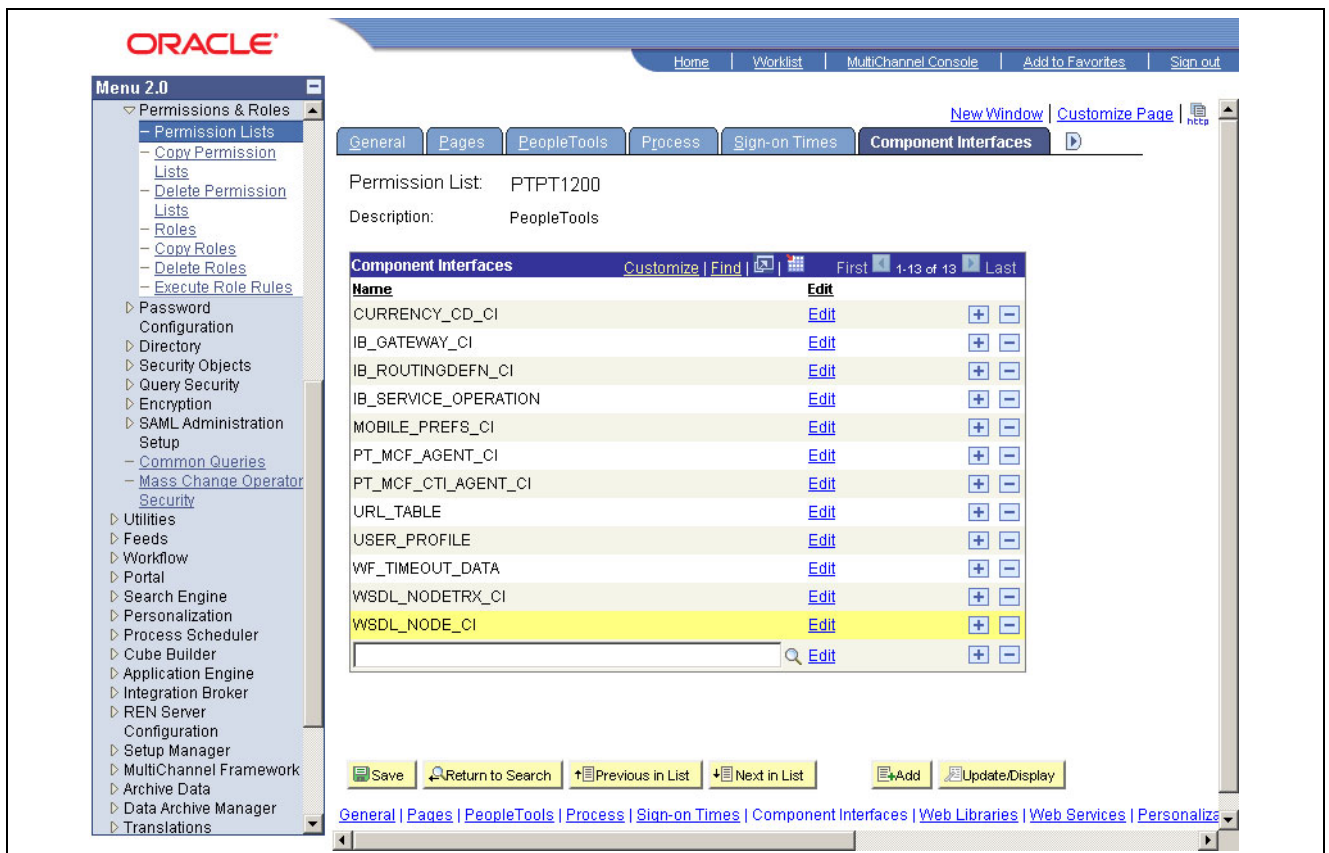 ORACLE'
Home | Worklist | MultiChannel Console | Add to Favorites | Sign out
Menu 2.0
Permissions & Roles
– Permission Lists
– Copy Permission
Lists
– Delete Permission
Lists
– Roles
– Copy Roles
– Delete Roles
– Execute Role Rules
Password
Configuration
Directory
Security Objects
Query Security
Encryption
SAML Administration
Setup
– Common Queries
– Mass Change Operator
Security
Utilities
Feeds
Workflow
Portal
Search Engine
Personalization
Process Scheduler
Cube Builder
Application Engine
Integration Broker
REN Server
Configuration
Setup Manager
MultiChannel Framework
Archive Data
Data Archive Manager
Translations
New Window | Customize Page | http
General Pages PeopleTools Process Sign-on Times Component Interfaces
Permission List: PTPT1200
Description: PeopleTools
Component Interfaces Customize | Find | First 1-13 of 13 Last
Name Edit
CURRENCY_CD_CI Edit
IB_GATEWAY_CI Edit
IB_ROUTINGDEFN_CI Edit
IB_SERVICE_OPERATION Edit
MOBILE_PREFS_CI Edit
PT_MCF_AGENT_CI Edit
PT_MCF_CTI_AGENT_CI Edit
URL_TABLE Edit
USER_PROFILE Edit
WF_TIMEOUT_DATA Edit
WSDL_NODETRX_CI Edit
WSDL_NODE_CI Edit
Edit
Save Return to Search Previous in List Next in List Add Update/Display
General | Pages | PeopleTools | Process | Sign-on Times | Component Interfaces | Web Libraries | Web Services | Personaliza